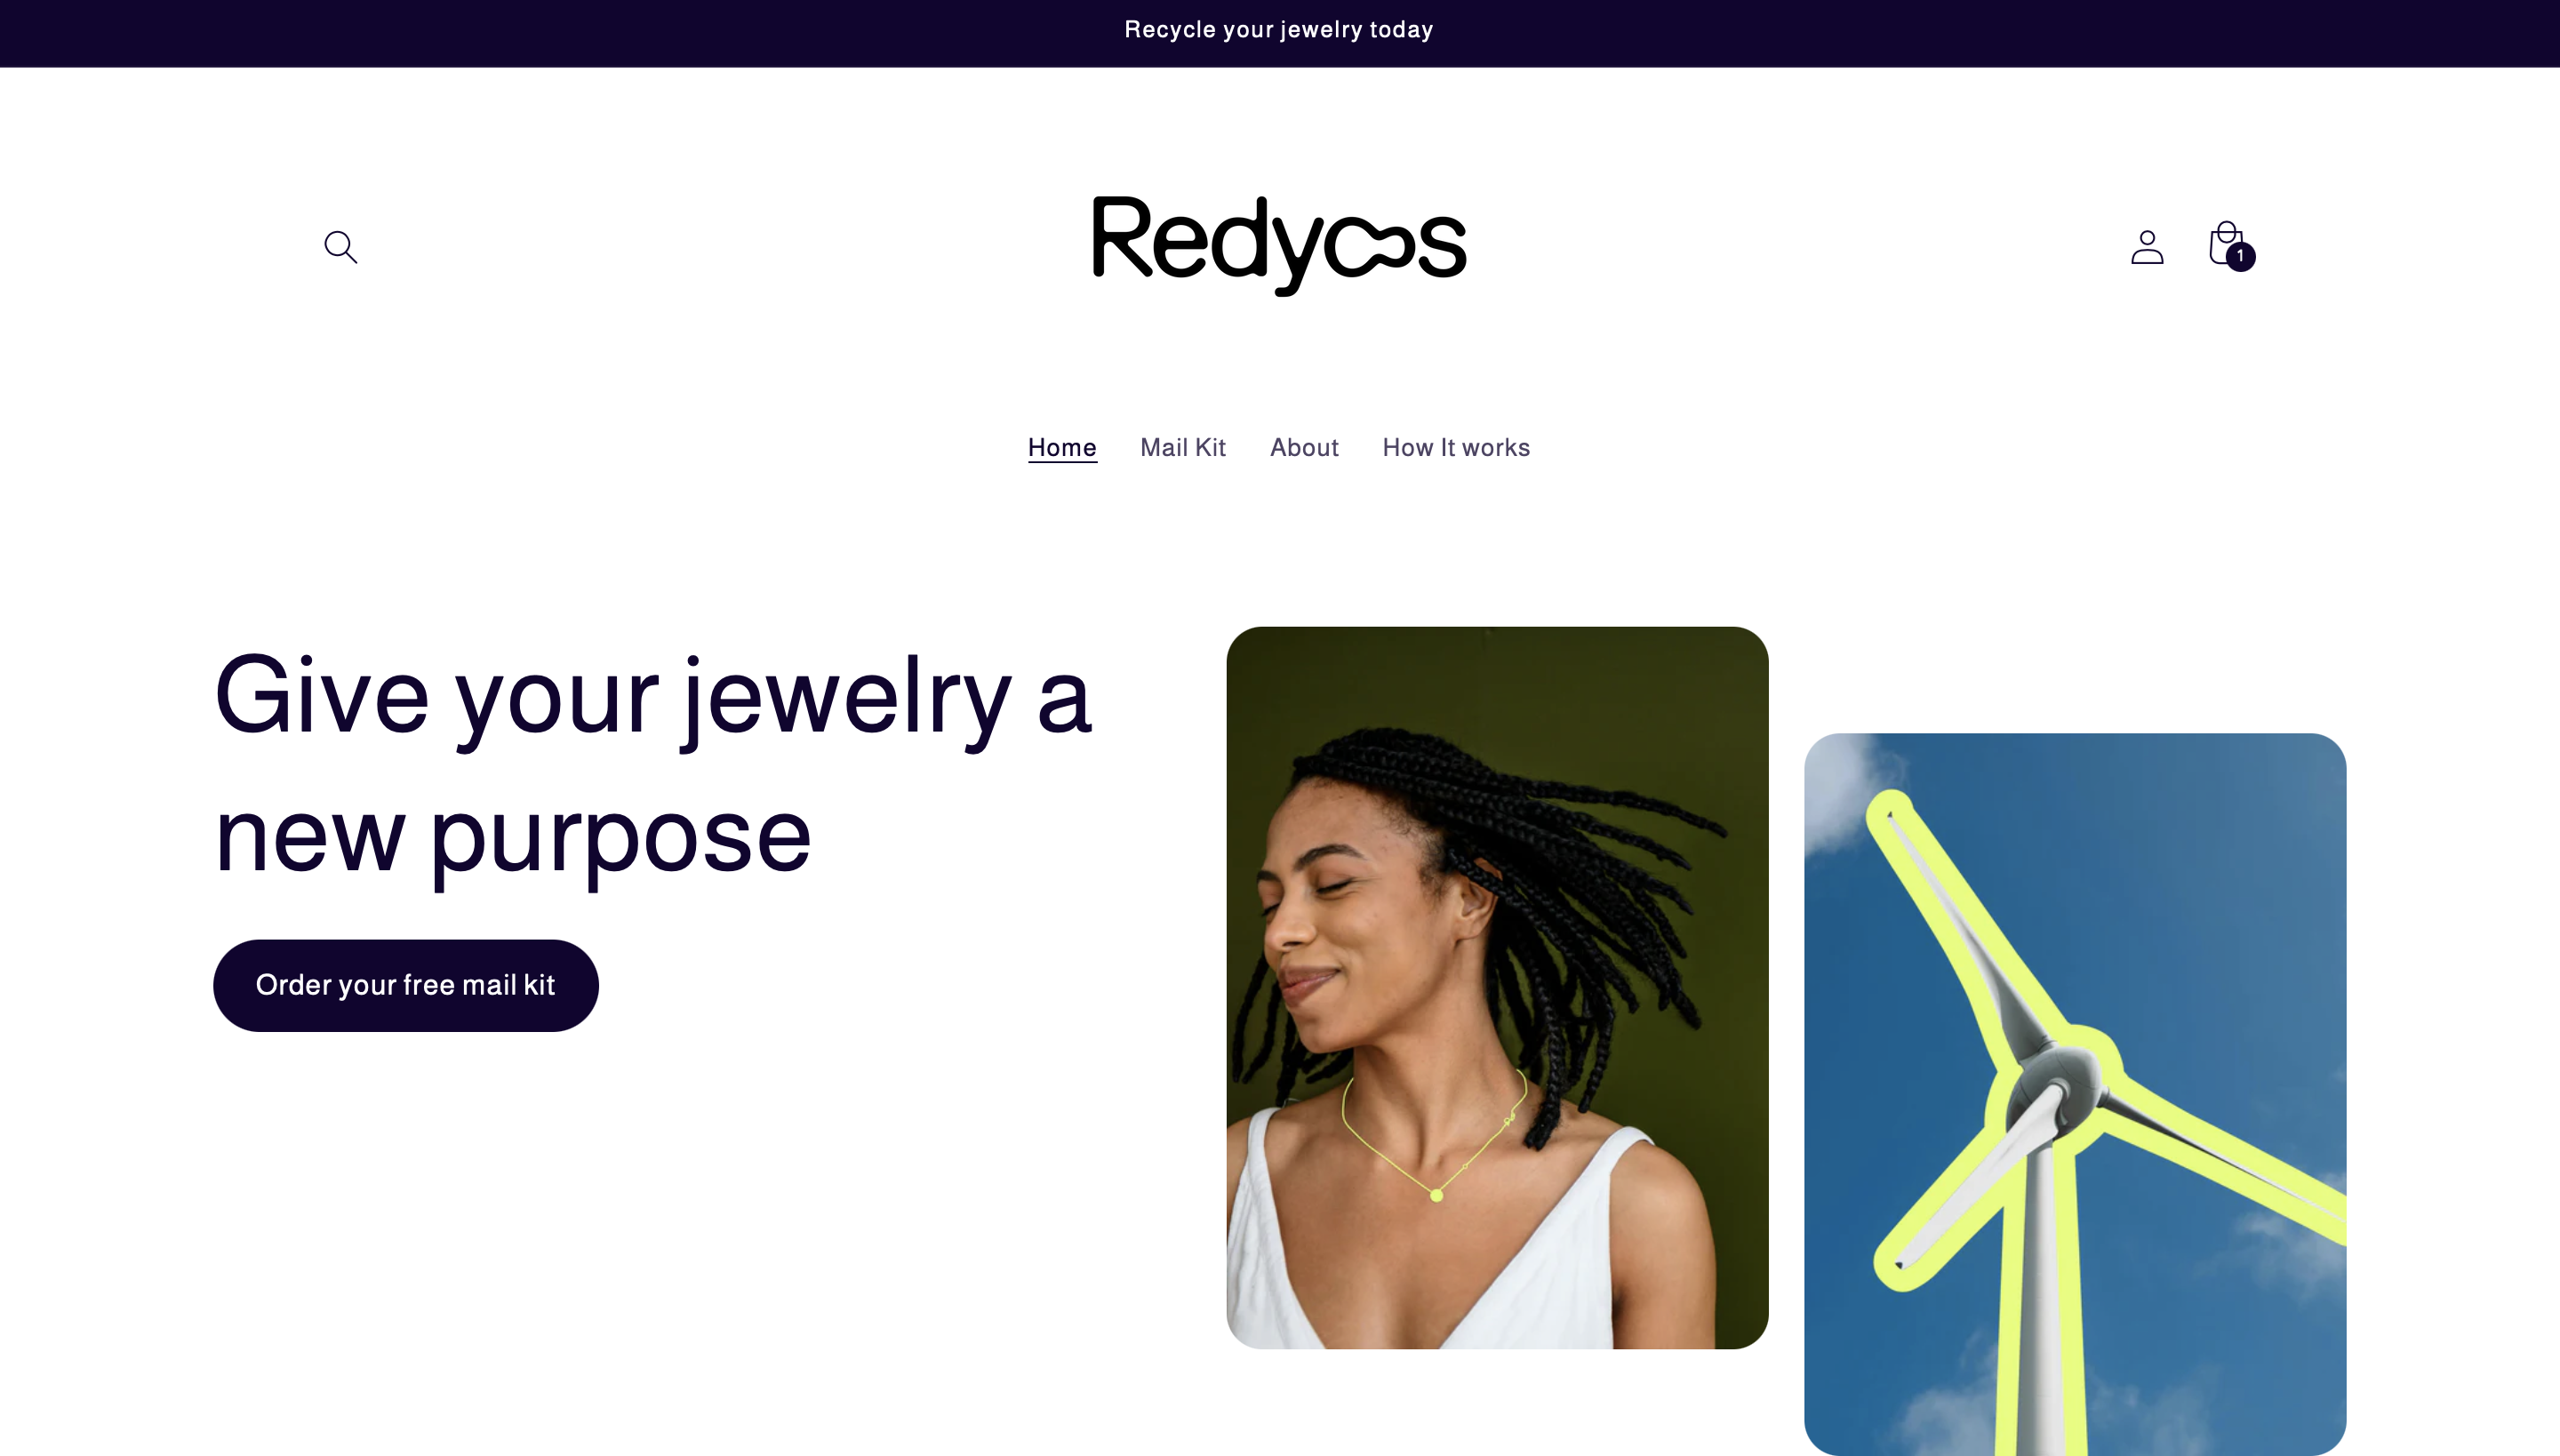 Recycle your jewelry today
Redycos
1
Home Mail Kit About How It works
Give your jewelry a
new purpose
Order your free mail kit